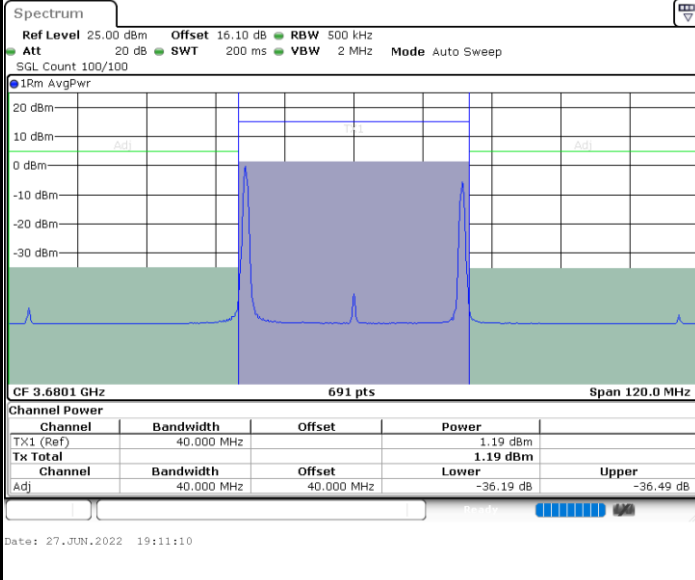 Spectrum
Ref Level 25.00 dBm Offset 16.10 dB RBW 500 kHz
Att 20 dB SWT 200 ms VBW 2 MHz Mode Auto Sweep
SGL Count 100/100
1Rm AvgPwr
20 dBm
TX1
10 dBm
Adj Adj
0 dBm
-10 dBm
-20 dBm
-30 dBm
CF 3.6801 GHz 691 pts Span 120.0 MHz
Channel Power
Channel Bandwidth Offset Power
TX1 (Ref) 40.000 MHz 1.19 dBm
Tx Total 1.19 dBm
Channel Bandwidth Offset Lower Upper
Adj 40.000 MHz 40.000 MHz -36.19 dB -36.49 dB
Ready
Date: 27.JUN.2022 19:11:10